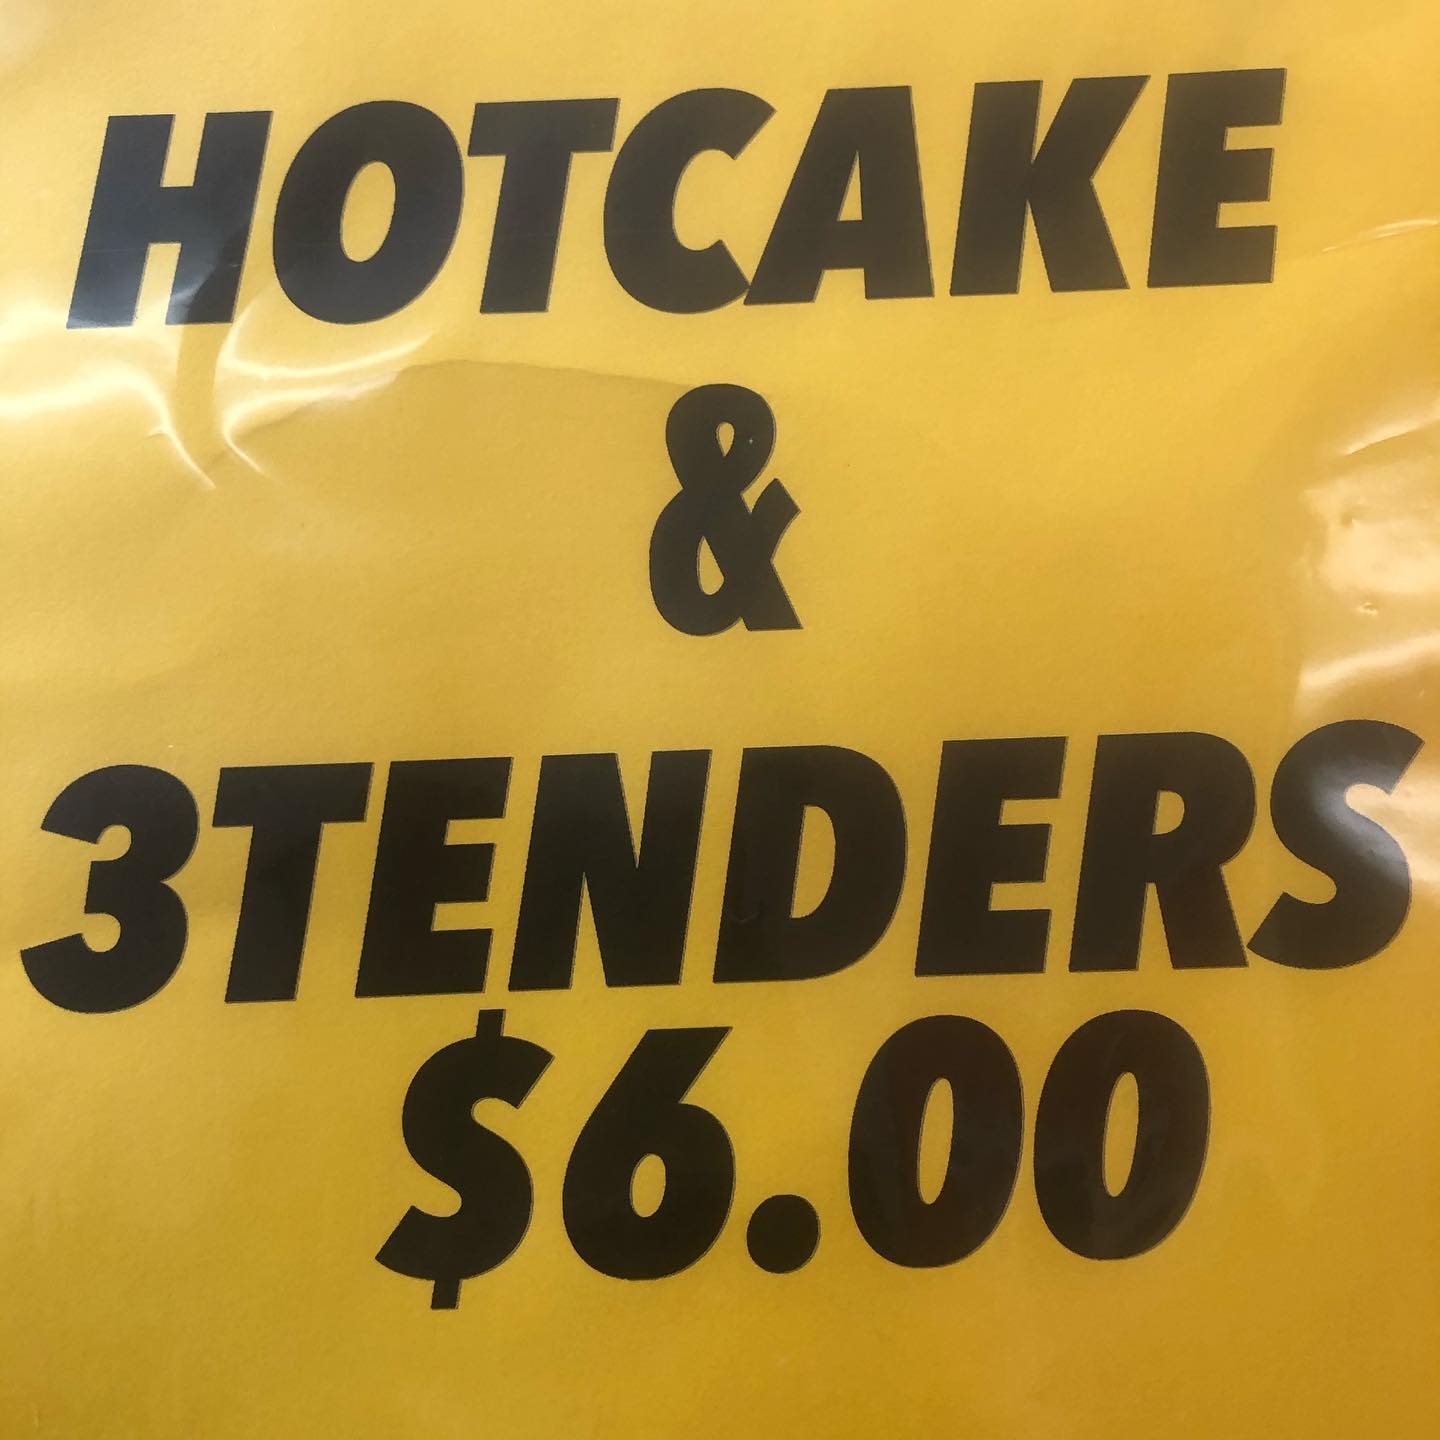 HOTCAKE
&
3TENDERS
$6.00